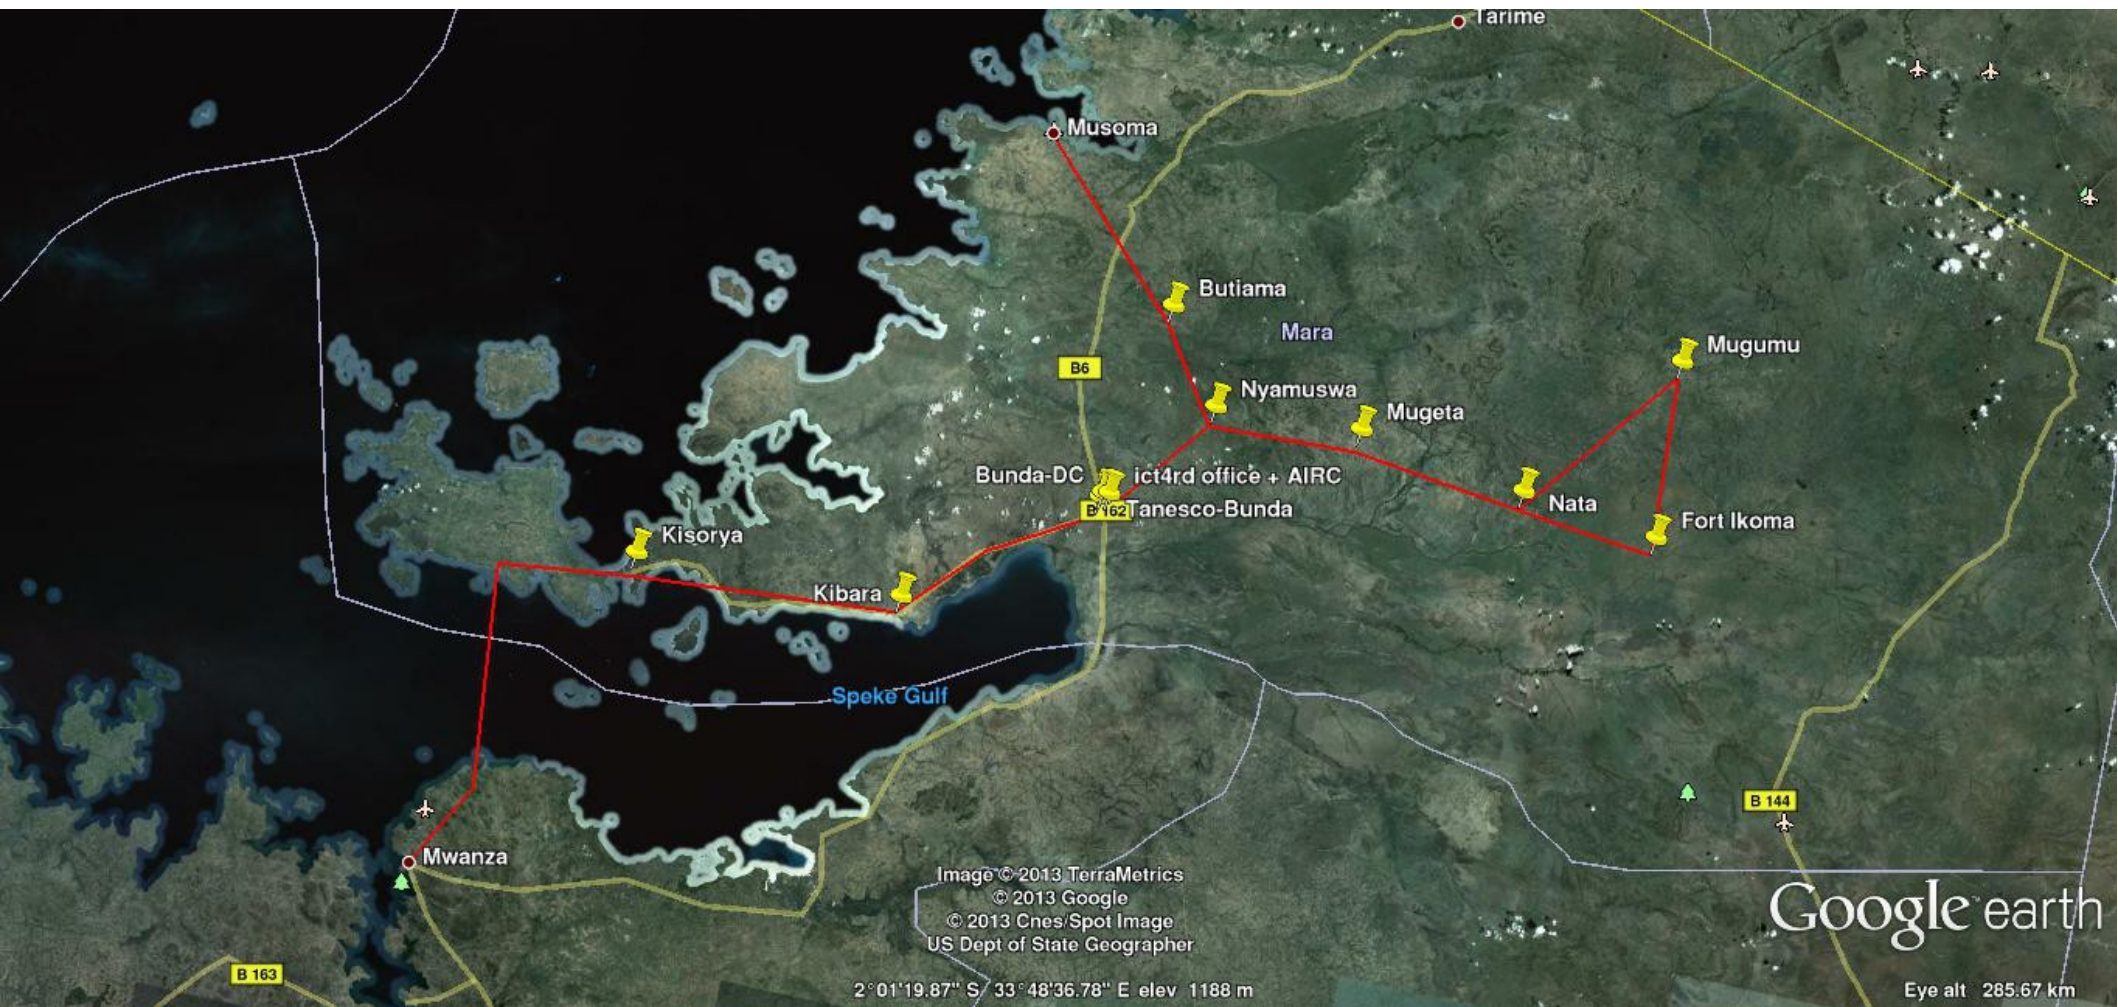 Tarime
Musoma
Butiama
Mara
Mugumu
B6
Nyamuswa
Mugeta
Bunda-DC
ict4rd office + AIRC
B 162
Tanesco-Bunda
Nata
Fort Ikoma
Kisorya
Kibara
Speke Gulf
B 144
Mwanza
Image © 2013 TerraMetrics
© 2013 Google
© 2013 Cnes/Spot Image
US Dept of State Geographer
Google earth
B 163
2°01'19.87" S 33°48'36.78" E elev 1188 m
Eye alt 285.67 km